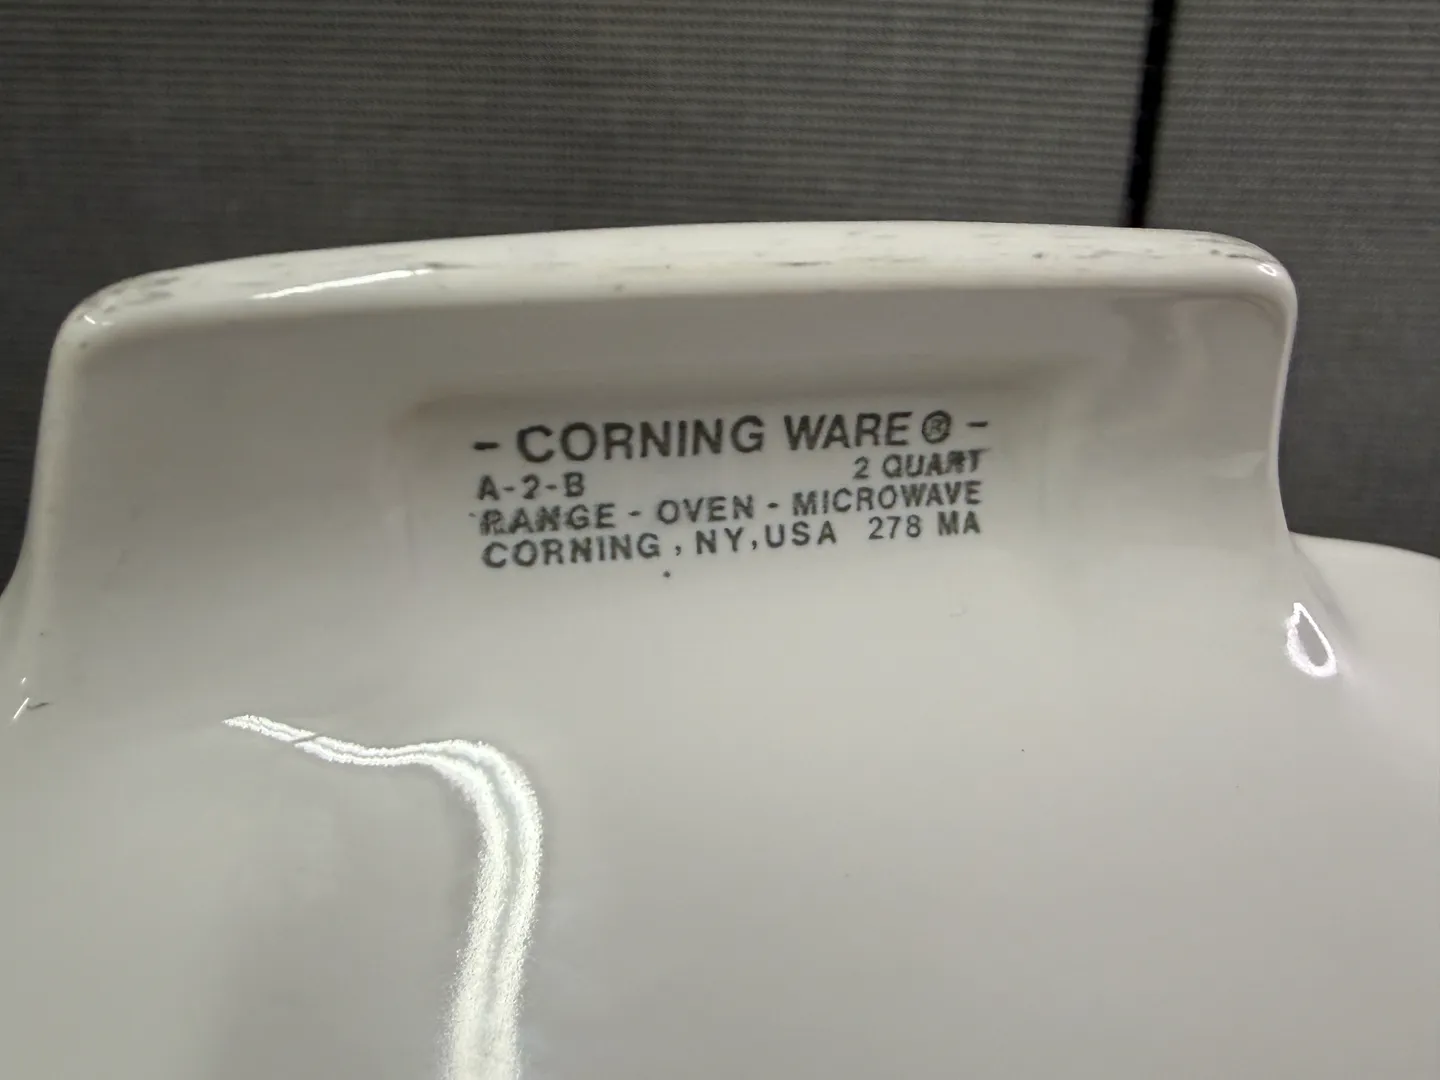 - CORNING WARE® -
A-2-B 2 QUART
RANGE - OVEN - MICROWAVE
CORNING, NY, USA 278 MA